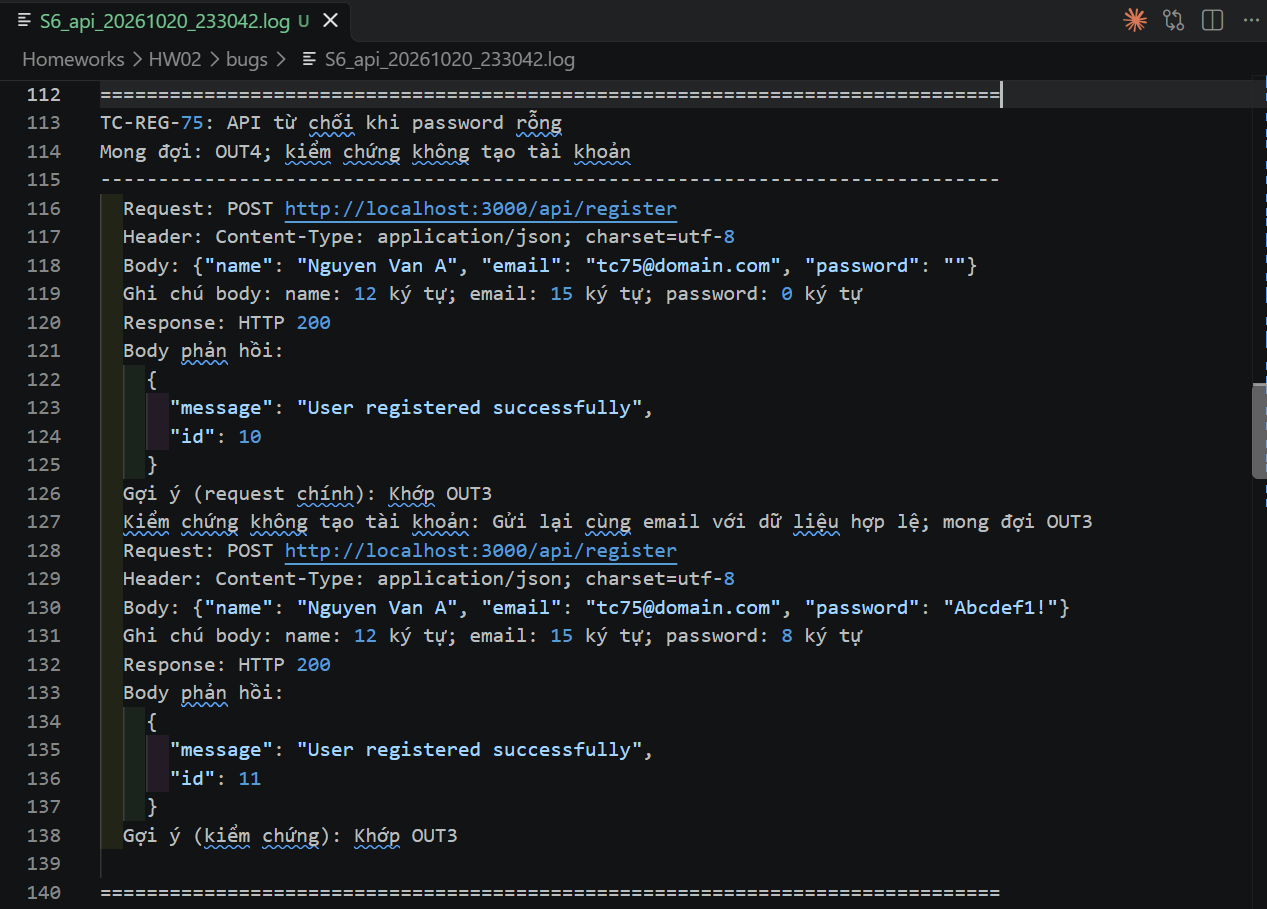 S6_api_20261020_233042.log U
Homeworks > HW02 > bugs > S6_api_20261020_233042.log
112 =============================================================================
113 TC-REG-75: API từ chối khi password rỗng
114 Mong đợi: OUT4; kiểm chứng không tạo tài khoản
115 -----------------------------------------------------------------------------
116 Request: POST http://localhost:3000/api/register
117 Header: Content-Type: application/json; charset=utf-8
118 Body: {"name": "Nguyen Van A", "email": "tc75@domain.com", "password": ""}
119 Ghi chú body: name: 12 ký tự; email: 15 ký tự; password: 0 ký tự
120 Response: HTTP 200
121 Body phản hồi:
122 {
123 "message": "User registered successfully",
124 "id": 10
125 }
126 Gợi ý (request chính): Khớp OUT3
127 Kiểm chứng không tạo tài khoản: Gửi lại cùng email với dữ liệu hợp lệ; mong đợi OUT3
128 Request: POST http://localhost:3000/api/register
129 Header: Content-Type: application/json; charset=utf-8
130 Body: {"name": "Nguyen Van A", "email": "tc75@domain.com", "password": "Abcdef1!"}
131 Ghi chú body: name: 12 ký tự; email: 15 ký tự; password: 8 ký tự
132 Response: HTTP 200
133 Body phản hồi:
134 {
135 "message": "User registered successfully",
136 "id": 11
137 }
138 Gợi ý (kiểm chứng): Khớp OUT3
139
140 =============================================================================